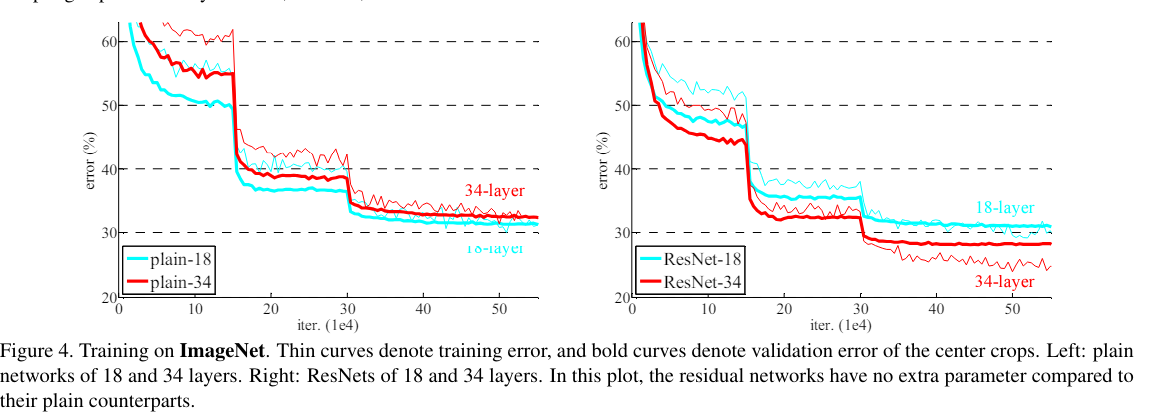 60
50
40
30
20
error (%)
34-layer
18-layer
plain-18
plain-34
0 10 20 30 40 50
iter. (1e4)
60
50
40
30
20
error (%)
18-layer
34-layer
ResNet-18
ResNet-34
0 10 20 30 40 50
iter. (1e4)
Figure 4. Training on ImageNet. Thin curves denote training error, and bold curves denote validation error of the center crops. Left: plain
networks of 18 and 34 layers. Right: ResNets of 18 and 34 layers. In this plot, the residual networks have no extra parameter compared to
their plain counterparts.